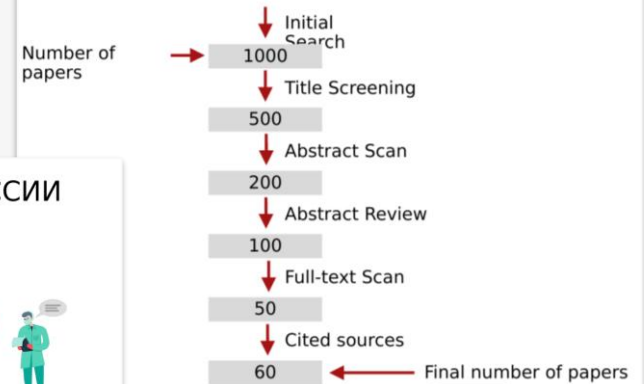 Initial
Search
Number of
papers
1000
Title Screening
500
Abstract Scan
ССИИ
200
Abstract Review
100
Full-text Scan
50
Cited sources
60
Final number of papers